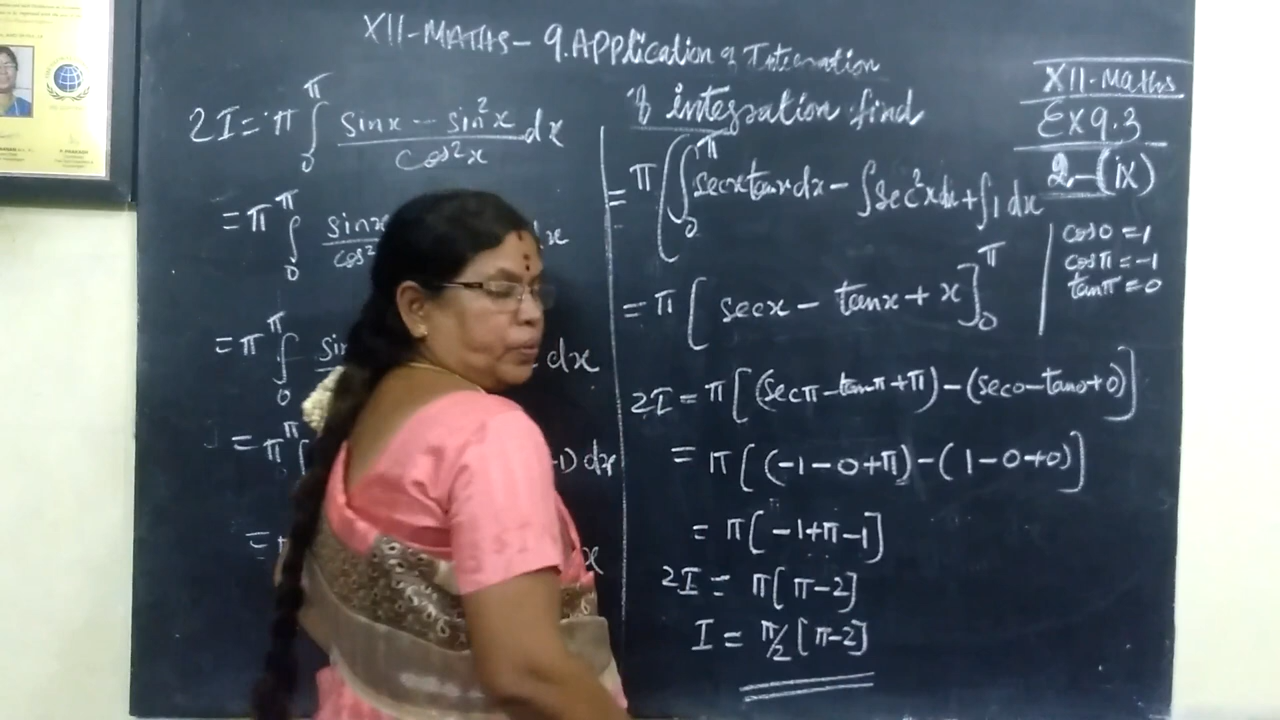 XII-MATHS - 9. Application of Integration
2I = π ∫₀^π (sinx - sin²x)/cos²x dx
= π ∫₀^π sinx/cos² dx
= π ∫₀^π sin dx
= π -1) dx
=
x
integration find
= π(∫₀^π secx tanx dx - ∫sec²x dx + ∫1 dx
= π[secx - tanx + x]₀^π
2I = π[(secπ - tanπ + π) - (sec0 - tan0 + 0)]
= π[(-1 - 0 + π) - (1 - 0 + 0)]
= π[-1 + π - 1]
2I = π[π - 2]
I = π/2 [π - 2]
XII-Maths
EX 9.3
2-(ix)
cos0 = 1
cosπ = -1
tanπ = 0